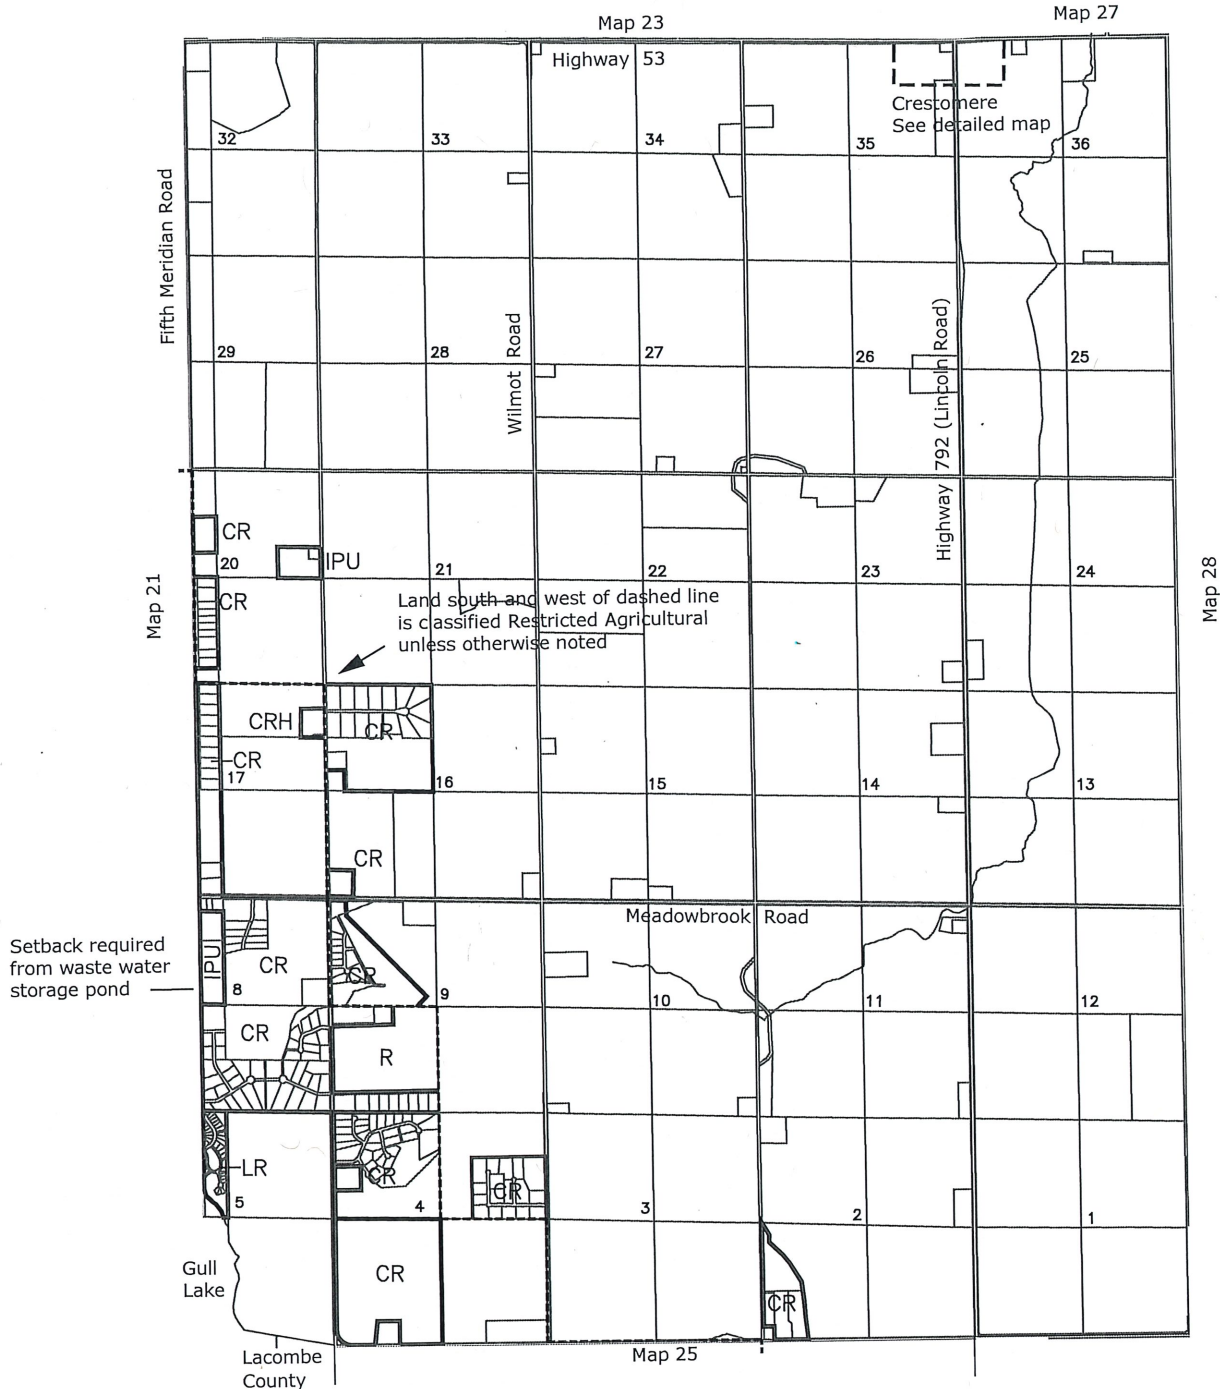 Map 23
Map 27
Highway 53
Crestomere
See detailed map
32
33
34
35
36
Fifth Meridian Road
Wilmot Road
Highway 792 (Lincoln Road)
29
28
27
26
25
CR
20
IPU
21
22
23
24
Map 21
Map 28
CR
Land south and west of dashed line
is classified Restricted Agricultural
unless otherwise noted
CRH
CR
CR
17
16
15
14
13
CR
Meadowbrook Road
Setback required
from waste water
storage pond
IPU
CR
CR
8
9
10
11
12
CR
R
LR
CR
CR
5
4
3
2
1
Gull
Lake
CR
CR
Lacombe
County
Map 25